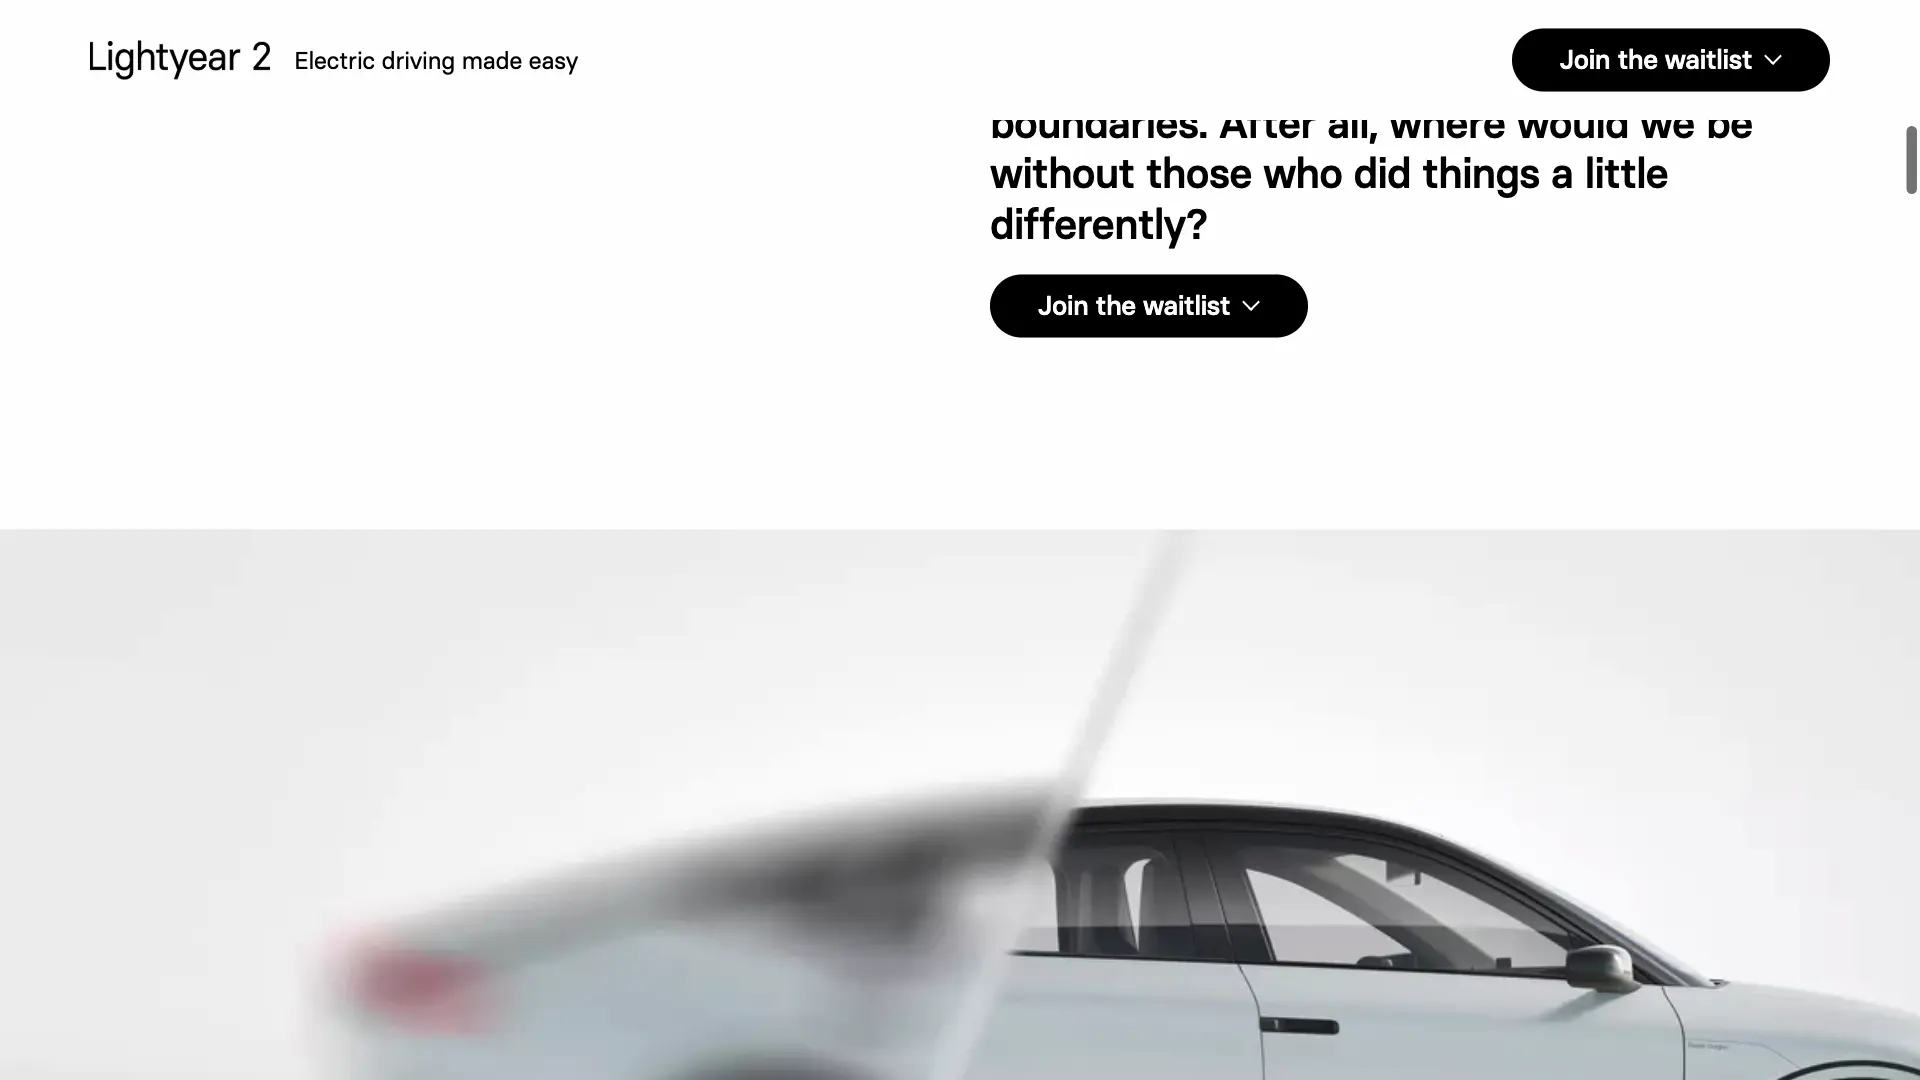 Lightyear 2 Electric driving made easy
Join the waitlist
boundaries. After all, where would we be
without those who did things a little
differently?
Join the waitlist